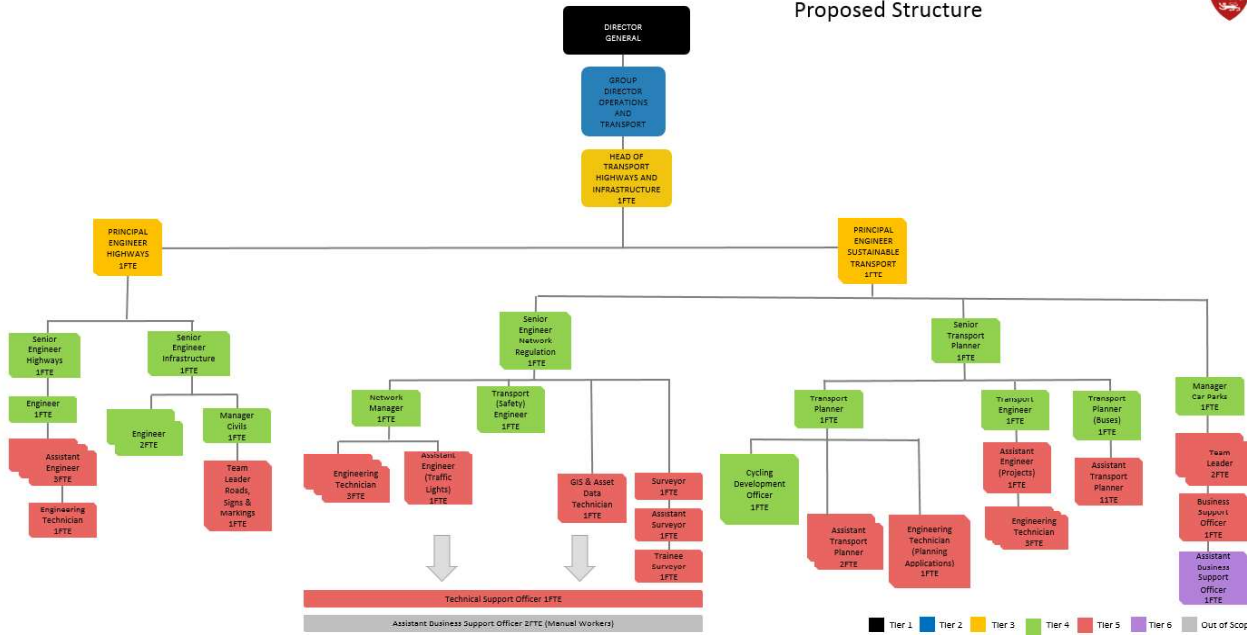 Proposed Structure
DIRECTOR
GENERAL
GROUP
DIRECTOR
OPERATIONS
AND
TRANSPORT
HEAD OF
TRANSPORT
HIGHWAYS AND
INFRASTRUCTURE
1FTE
PRINCIPAL
ENGINEER
HIGHWAYS
1FTE
PRINCIPAL
ENGINEER
SUSTAINABLE
TRANSPORT
1FTE
Senior
Engineer
Highways
1FTE
Senior
Engineer
Infrastructure
1FTE
Senior
Engineer
Network
Regulation
1FTE
Senior
Transport
Planner
1FTE
Engineer
1FTE
Engineer
2FTE
Manager
Civils
1FTE
Network
Manager
1FTE
Transport
(Safety)
Engineer
1FTE
Transport
Planner
1FTE
Transport
Engineer
1FTE
Transport
Planner
(Buses)
1FTE
Manager
Car Parks
1FTE
Assistant
Engineer
3FTE
Engineering
Technician
1FTE
Team
Leader
Roads,
Signs &
Markings
1FTE
Engineering
Technician
3FTE
Assistant
Engineer
(Traffic
Lights)
1FTE
GIS & Asset
Data
Technician
1FTE
Surveyor
1FTE
Assistant
Surveyor
1FTE
Trainee
Surveyor
1FTE
Cycling
Development
Officer
1FTE
Assistant
Transport
Planner
2FTE
Engineering
Technician
(Planning
Applications)
1FTE
Assistant
Engineer
(Projects)
1FTE
Engineering
Technician
3FTE
Assistant
Transport
Planner
11TE
Team
Leader
2FTE
Business
Support
Officer
1FTE
Assistant
Business
Support
Officer
1FTE
Technical Support Officer 1FTE
Assistant Business Support Officer 2FTE (Manual Workers)
Tier 1 Tier 2 Tier 3 Tier 4 Tier 5 Tier 6 Out of Scop